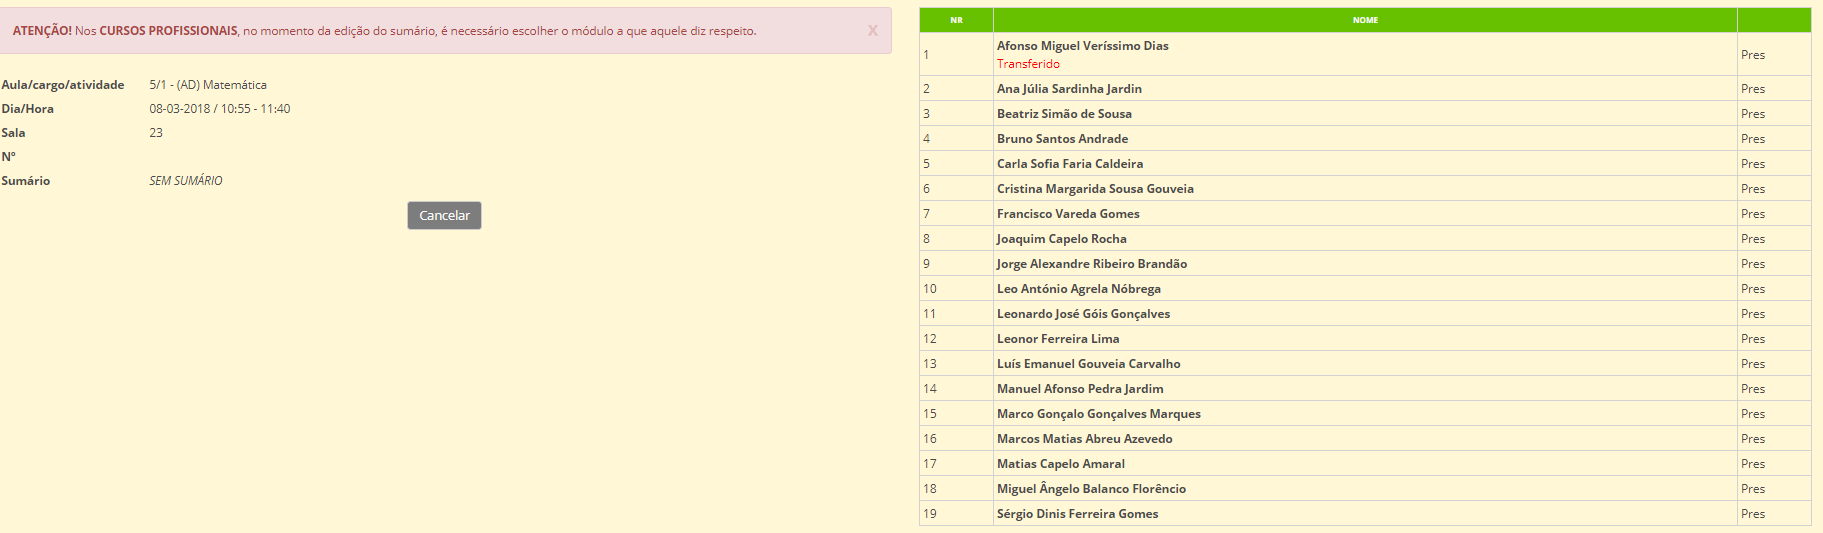 ATENÇÃO! Nos CURSOS PROFISSIONAIS, no momento da edição do sumário, é necessário escolher o módulo a que aquele diz respeito. X
Aula/cargo/atividade 5/1 - (AD) Matemática
Dia/Hora 08-03-2018 / 10:55 - 11:40
Sala 23
Nº
Sumário SEM SUMÁRIO
Cancelar
NR NOME
1 Afonso Miguel Veríssimo Dias Pres
Transferido
2 Ana Júlia Sardinha Jardin Pres
3 Beatriz Simão de Sousa Pres
4 Bruno Santos Andrade Pres
5 Carla Sofia Faria Caldeira Pres
6 Cristina Margarida Sousa Gouveia Pres
7 Francisco Vareda Gomes Pres
8 Joaquim Capelo Rocha Pres
9 Jorge Alexandre Ribeiro Brandão Pres
10 Leo António Agrela Nóbrega Pres
11 Leonardo José Góis Gonçalves Pres
12 Leonor Ferreira Lima Pres
13 Luís Emanuel Gouveia Carvalho Pres
14 Manuel Afonso Pedra Jardim Pres
15 Marco Gonçalo Gonçalves Marques Pres
16 Marcos Matias Abreu Azevedo Pres
17 Matias Capelo Amaral Pres
18 Miguel Ângelo Balanco Florêncio Pres
19 Sérgio Dinis Ferreira Gomes Pres